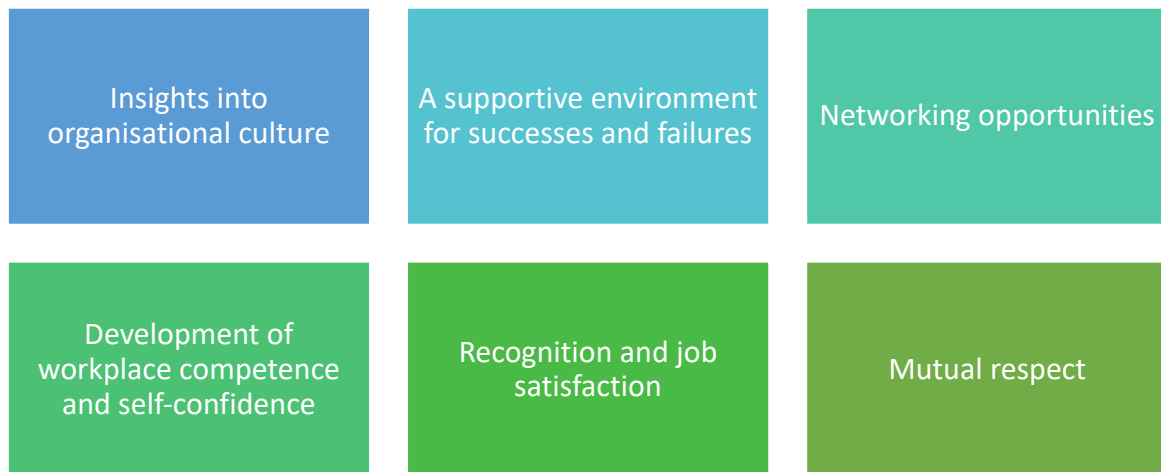 Insights into
organisational culture
A supportive environment
for successes and failures
Networking opportunities
Development of
workplace competence
and self-confidence
Recognition and job
satisfaction
Mutual respect